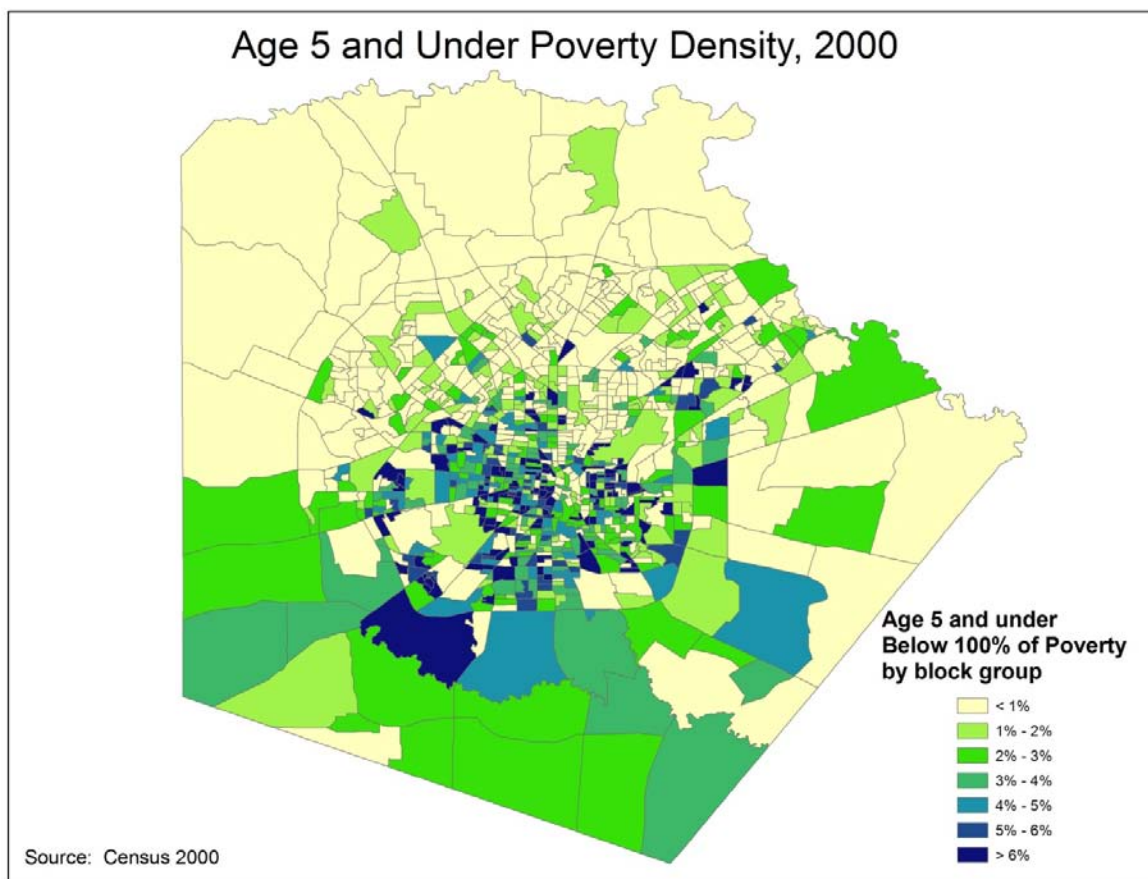 Age 5 and Under Poverty Density, 2000
Age 5 and under
Below 100% of Poverty
by block group
< 1%
1% - 2%
2% - 3%
3% - 4%
4% - 5%
5% - 6%
> 6%
Source: Census 2000